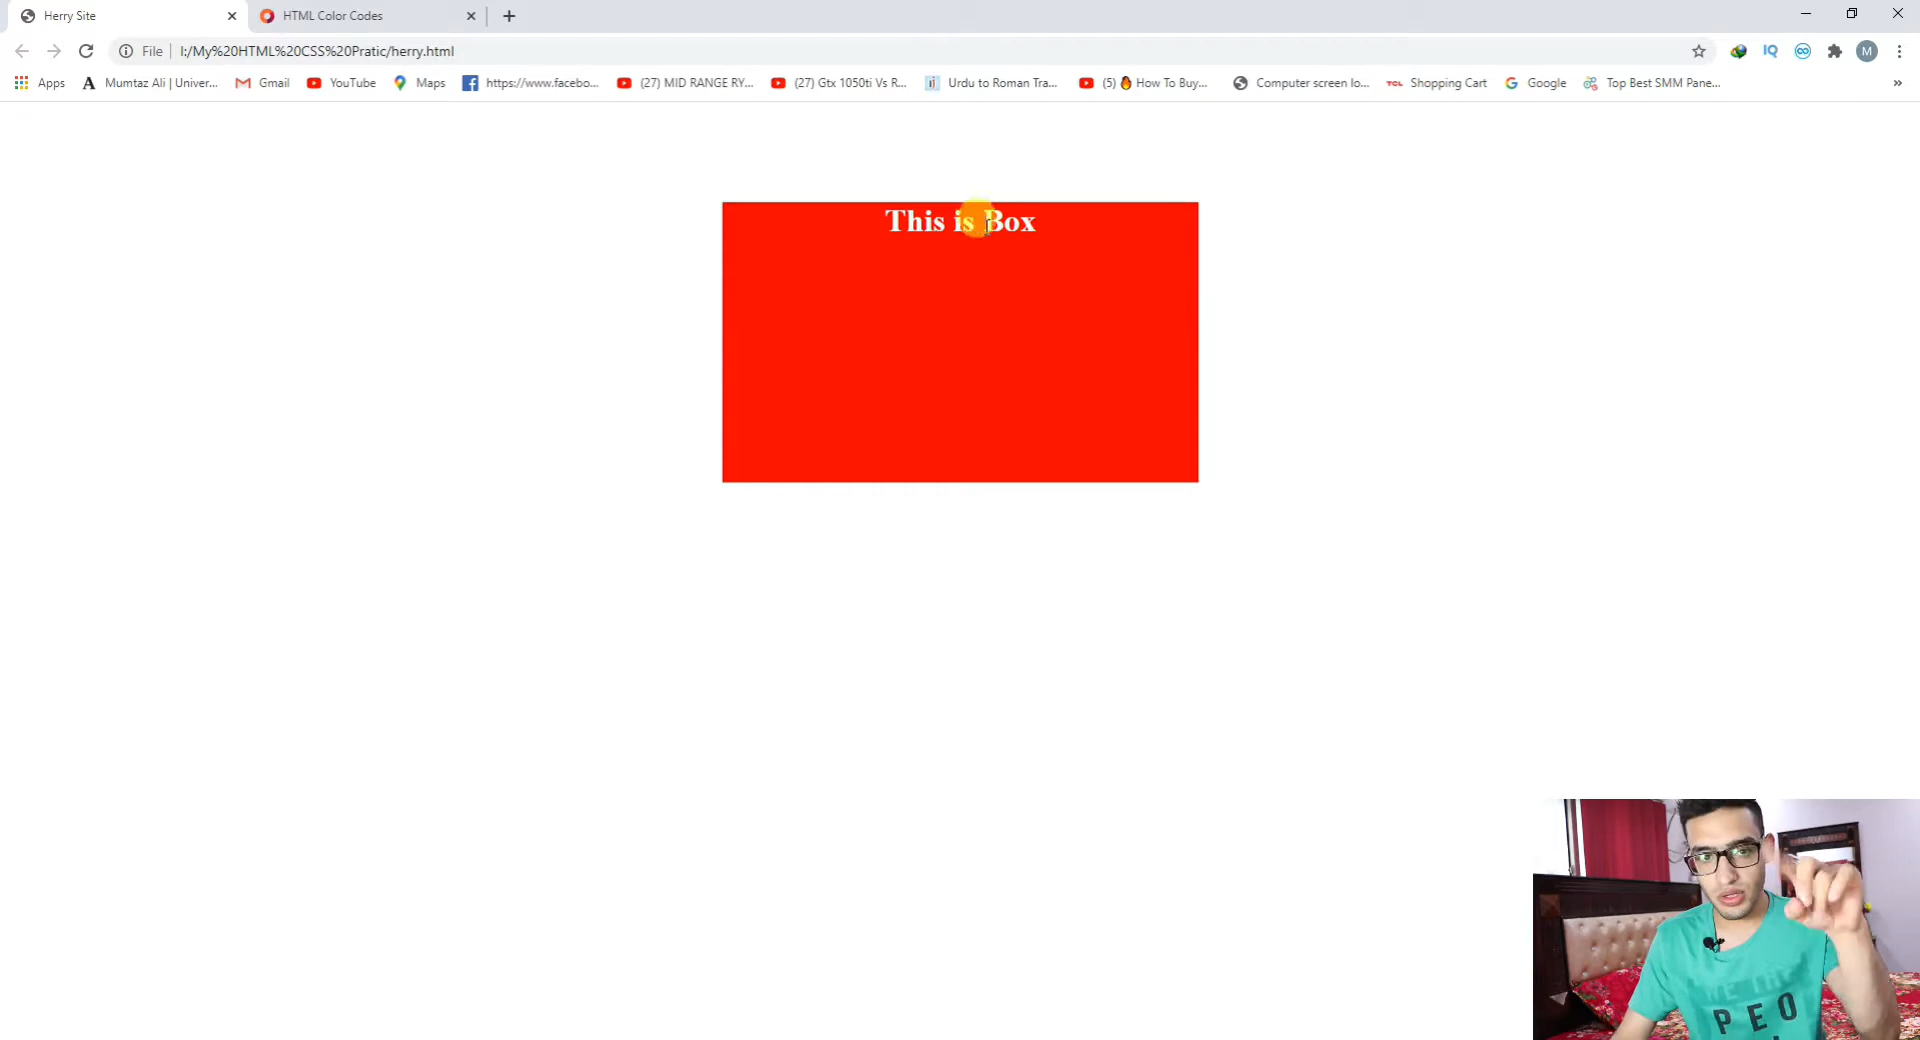 Herry Site
HTML Color Codes
File
I:/My%20HTML%20CSS%20Pratic/herry.html
M
Apps
A Mumtaz Ali | Univer...
Gmail
YouTube
Maps
https://www.facebo...
(27) MID RANGE RY...
(27) Gtx 1050ti Vs R...
Urdu to Roman Tra...
(5) 🔥 How To Buy...
Computer screen lo...
TCL Shopping Cart
Google
Top Best SMM Pane...
»
This is Box
PEO